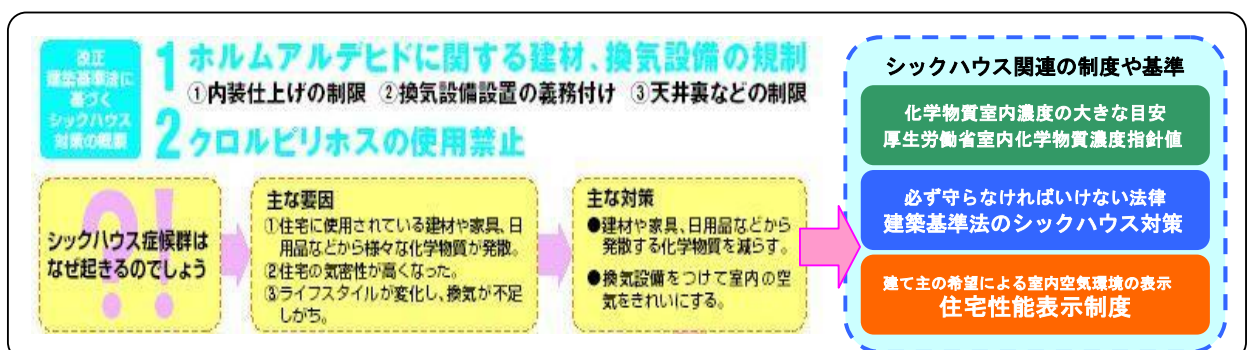 改正
建築基準法に
基づく
シックハウス
対策の概要
1 ホルムアルデヒドに関する建材、換気設備の規制
①内装仕上げの制限 ②換気設備設置の義務付け ③天井裏などの制限
2 クロルピリホスの使用禁止
?!
シックハウス症候群は
なぜ起きるのでしょう
主な要因
①住宅に使用されている建材や家具、日
用品などから様々な化学物質が発散。
②住宅の気密性が高くなった。
③ライフスタイルが変化し、換気が不足
しがち。
主な対策
●建材や家具、日用品などから
発散する化学物質を減らす。
●換気設備をつけて室内の空
気をきれいにする。
シックハウス関連の制度や基準
化学物質室内濃度の大きな目安
厚生労働省室内化学物質濃度指針値
必ず守らなければいけない法律
建築基準法のシックハウス対策
建て主の希望による室内空気環境の表示
住宅性能表示制度